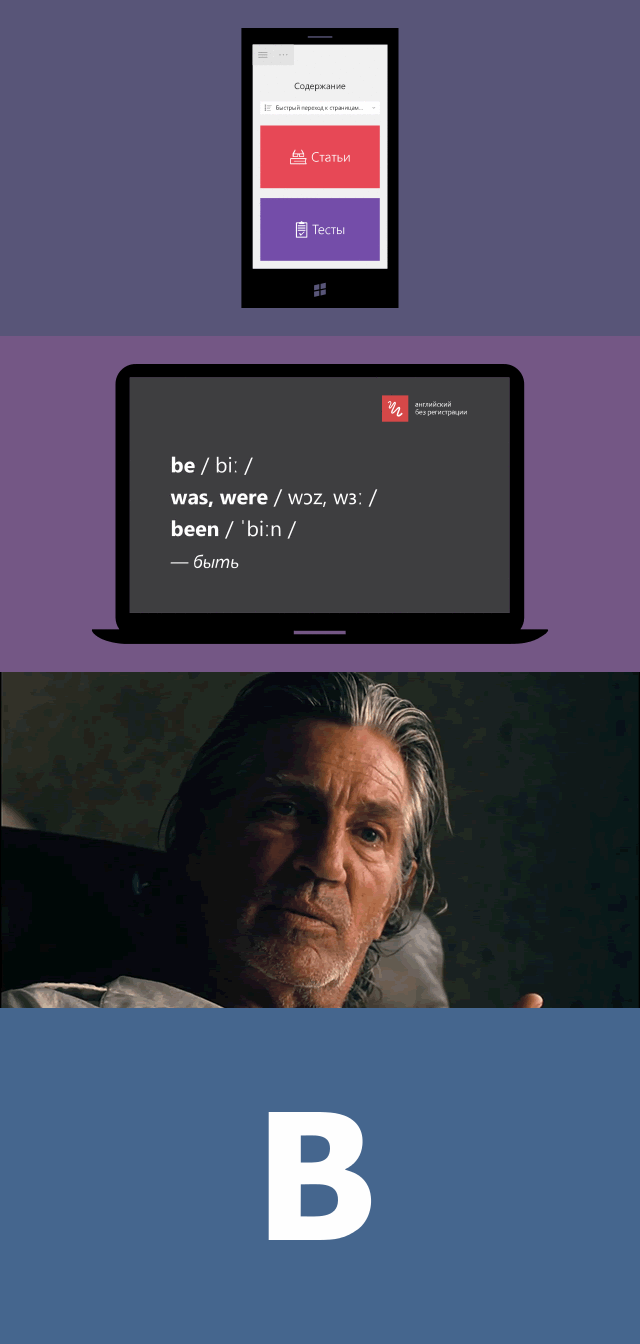 Содержание
Быстрый переход к страницам...
Статьи
Тесты
английский
без регистрации
be / biː /
was, were / wɔz, wɜː /
been / ˈbiːn /
— быть
B